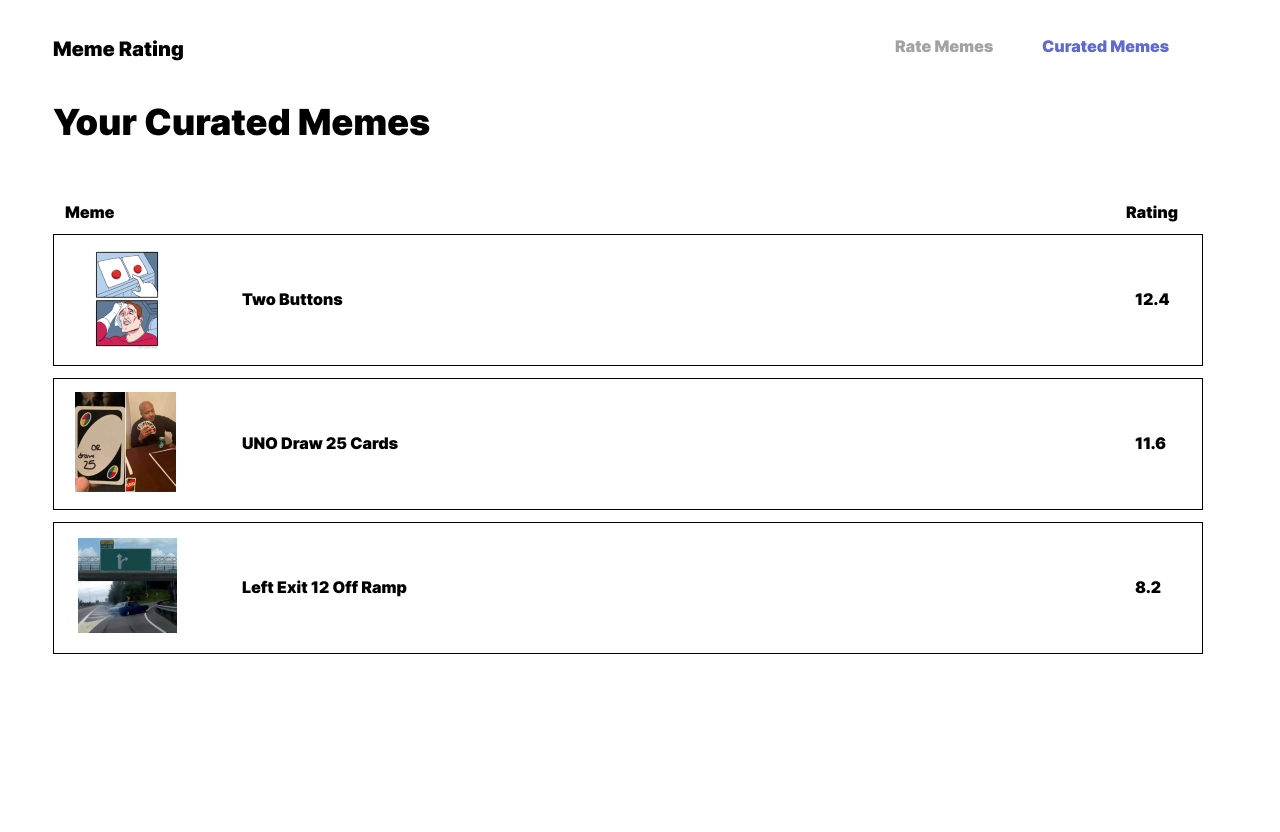 Meme Rating
Rate Memes
Curated Memes
Your Curated Memes
Meme
Rating
Two Buttons
12.4
OR
draw
25
UNO Draw 25 Cards
11.6
Left Exit 12 Off Ramp
8.2